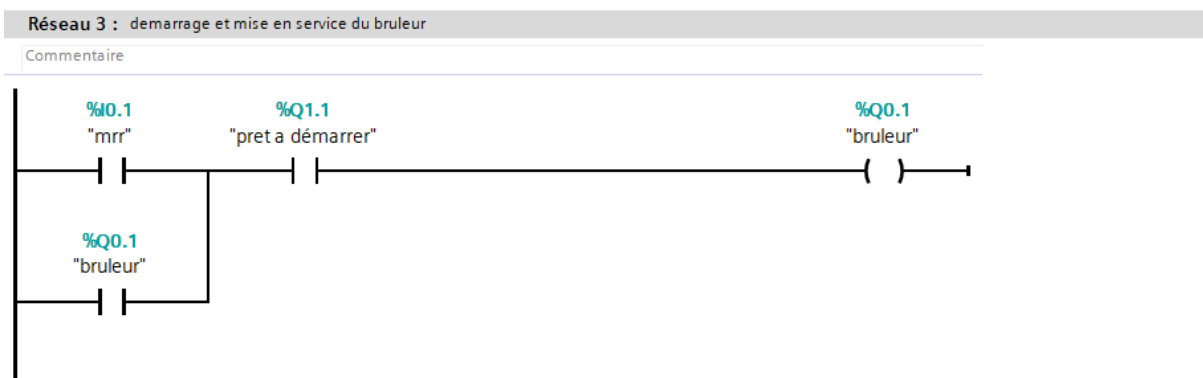 Réseau 3 : demarrage et mise en service du bruleur
Commentaire
%I0.1 %Q1.1 %Q0.1
"mrr" "pret a démarrer" "bruleur"
%Q0.1
"bruleur"